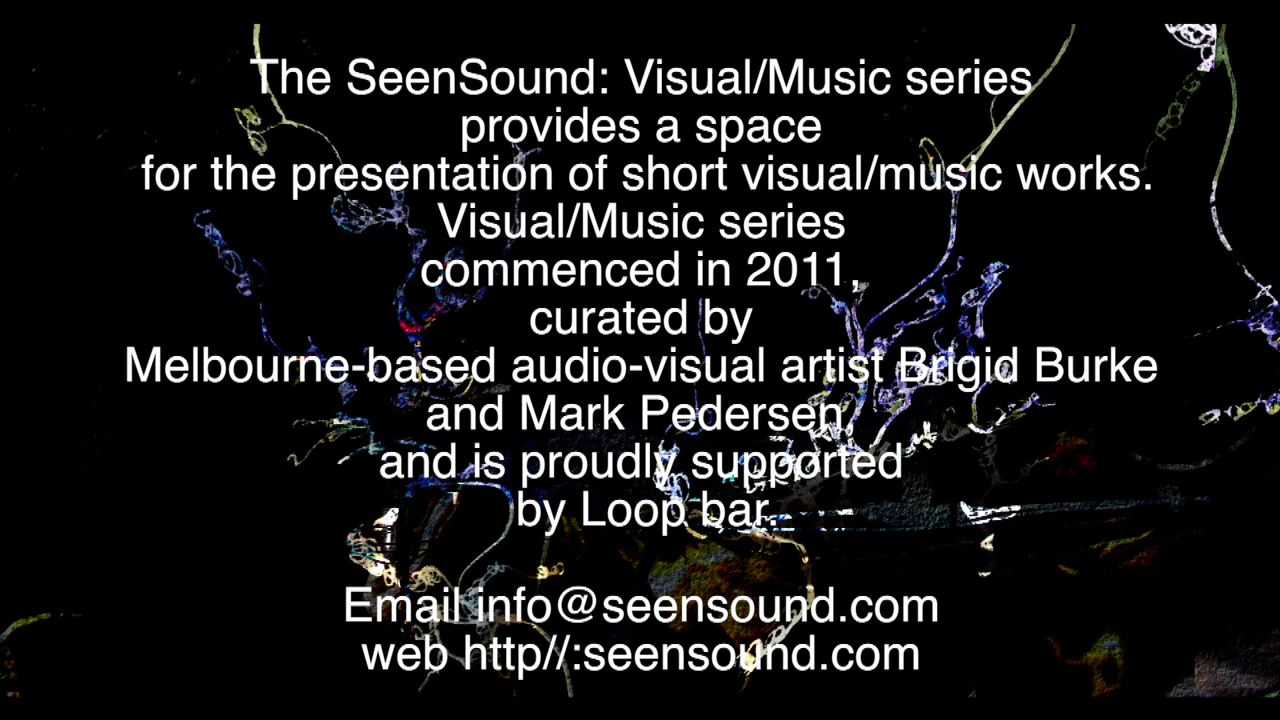 The SeenSound: Visual/Music series
provides a space
for the presentation of short visual/music works.
Visual/Music series
commenced in 2011,
curated by
Melbourne-based audio-visual artist Brigid Burke
and Mark Pedersen,
and is proudly supported
by Loop bar.
Email info@seensound.com
web http//:seensound.com